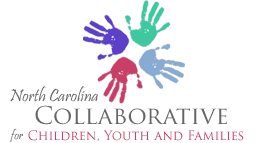 North Carolina
COLLABORATIVE
for CHILDREN, YOUTH AND FAMILIES